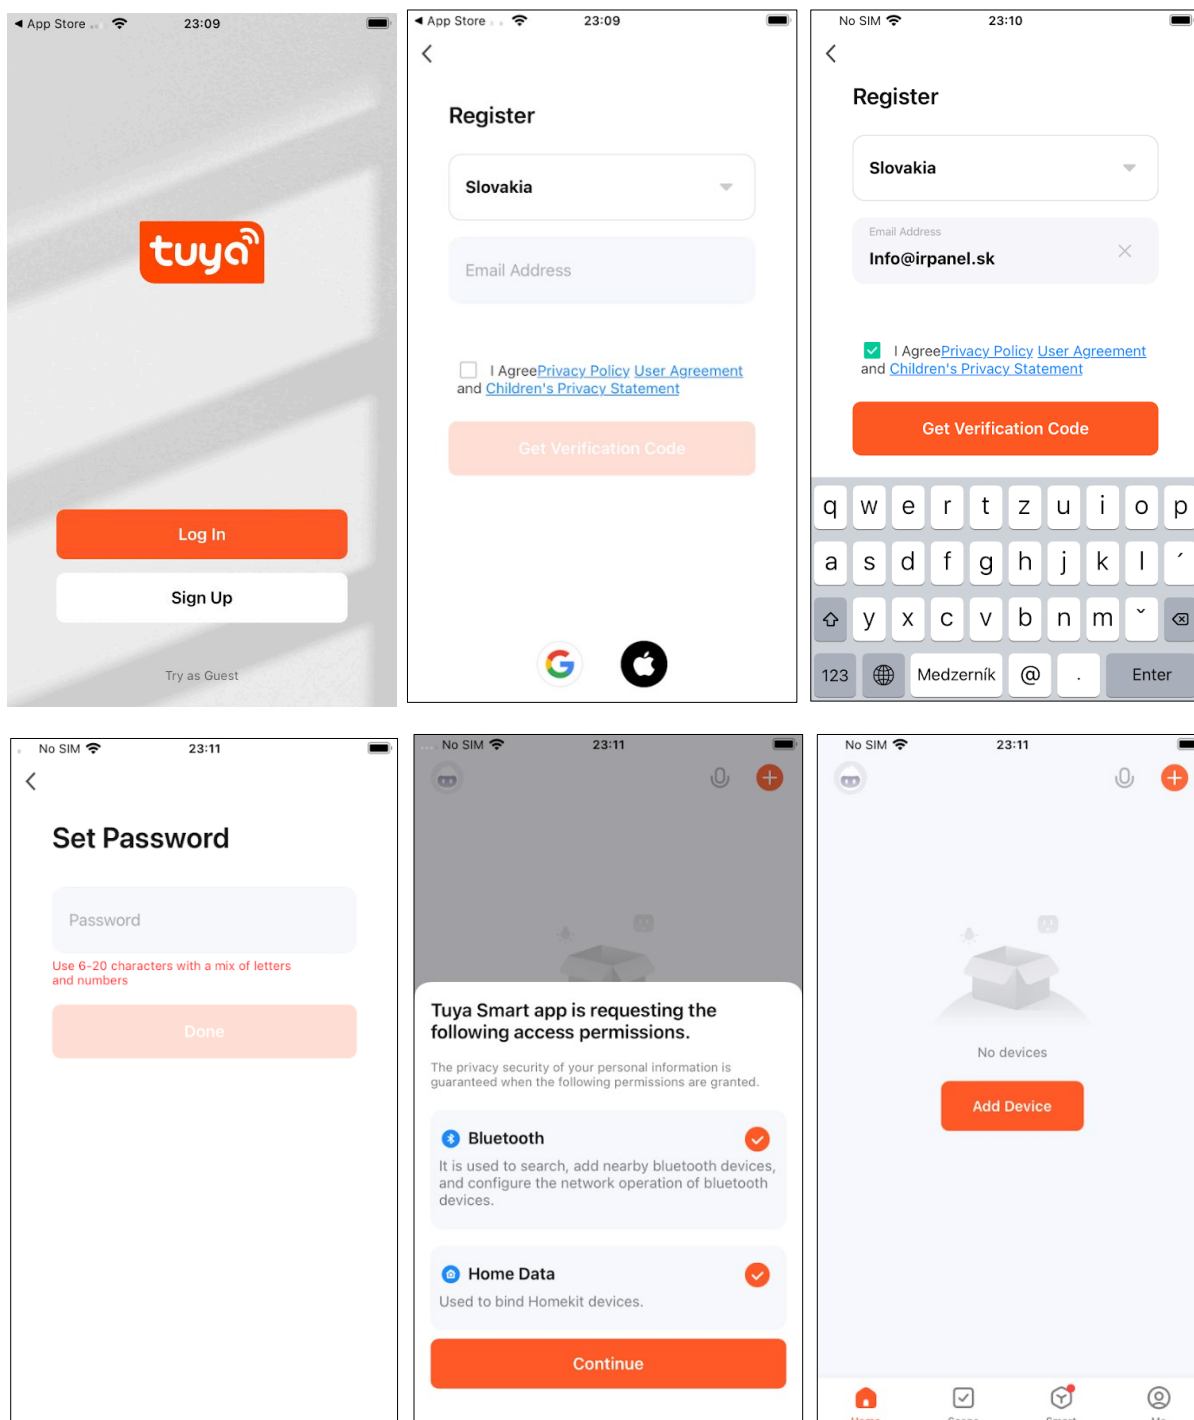 App Store
23:09
tuya
Log In
Sign Up
Try as Guest
App Store
23:09
Register
Slovakia
Email Address
I AgreePrivacy Policy User Agreement
and Children's Privacy Statement
Get Verification Code
No SIM
23:10
Register
Slovakia
Email Address
Info@irpanel.sk
I AgreePrivacy Policy User Agreement
and Children's Privacy Statement
Get Verification Code
q w e r t z u i o p
a s d f g h j k l ´
y x c v b n m ˇ
123 Medzerník @ . Enter
No SIM
23:11
Set Password
Password
Use 6-20 characters with a mix of letters
and numbers
Done
No SIM
23:11
Tuya Smart app is requesting the
following access permissions.
The privacy security of your personal information is
guaranteed when the following permissions are granted.
Bluetooth
It is used to search, add nearby bluetooth devices,
and configure the network operation of bluetooth
devices.
Home Data
Used to bind Homekit devices.
Continue
No SIM
23:11
No devices
Add Device
Home Scene Smart Me